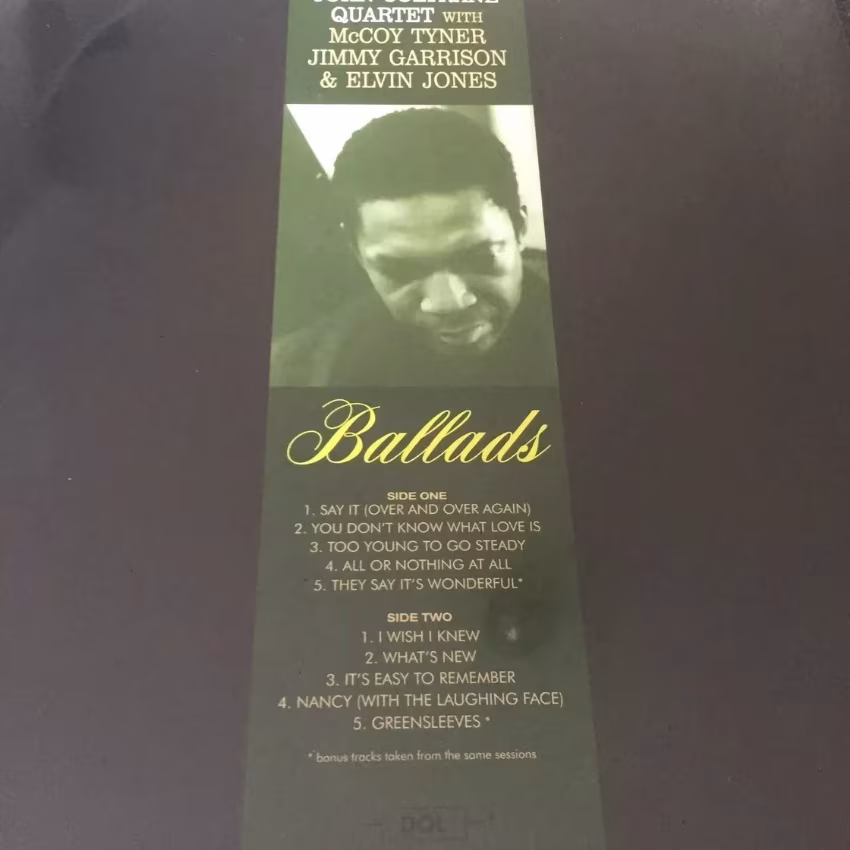 JOHN COLTRANE
QUARTET WITH
McCOY TYNER
JIMMY GARRISON
& ELVIN JONES
Ballads
SIDE ONE
1. SAY IT (OVER AND OVER AGAIN)
2. YOU DON'T KNOW WHAT LOVE IS
3. TOO YOUNG TO GO STEADY
4. ALL OR NOTHING AT ALL
5. THEY SAY IT'S WONDERFUL*
SIDE TWO
1. I WISH I KNEW
2. WHAT'S NEW
3. IT'S EASY TO REMEMBER
4. NANCY (WITH THE LAUGHING FACE)
5. GREENSLEEVES *
* bonus tracks taken from the same sessions
DOL